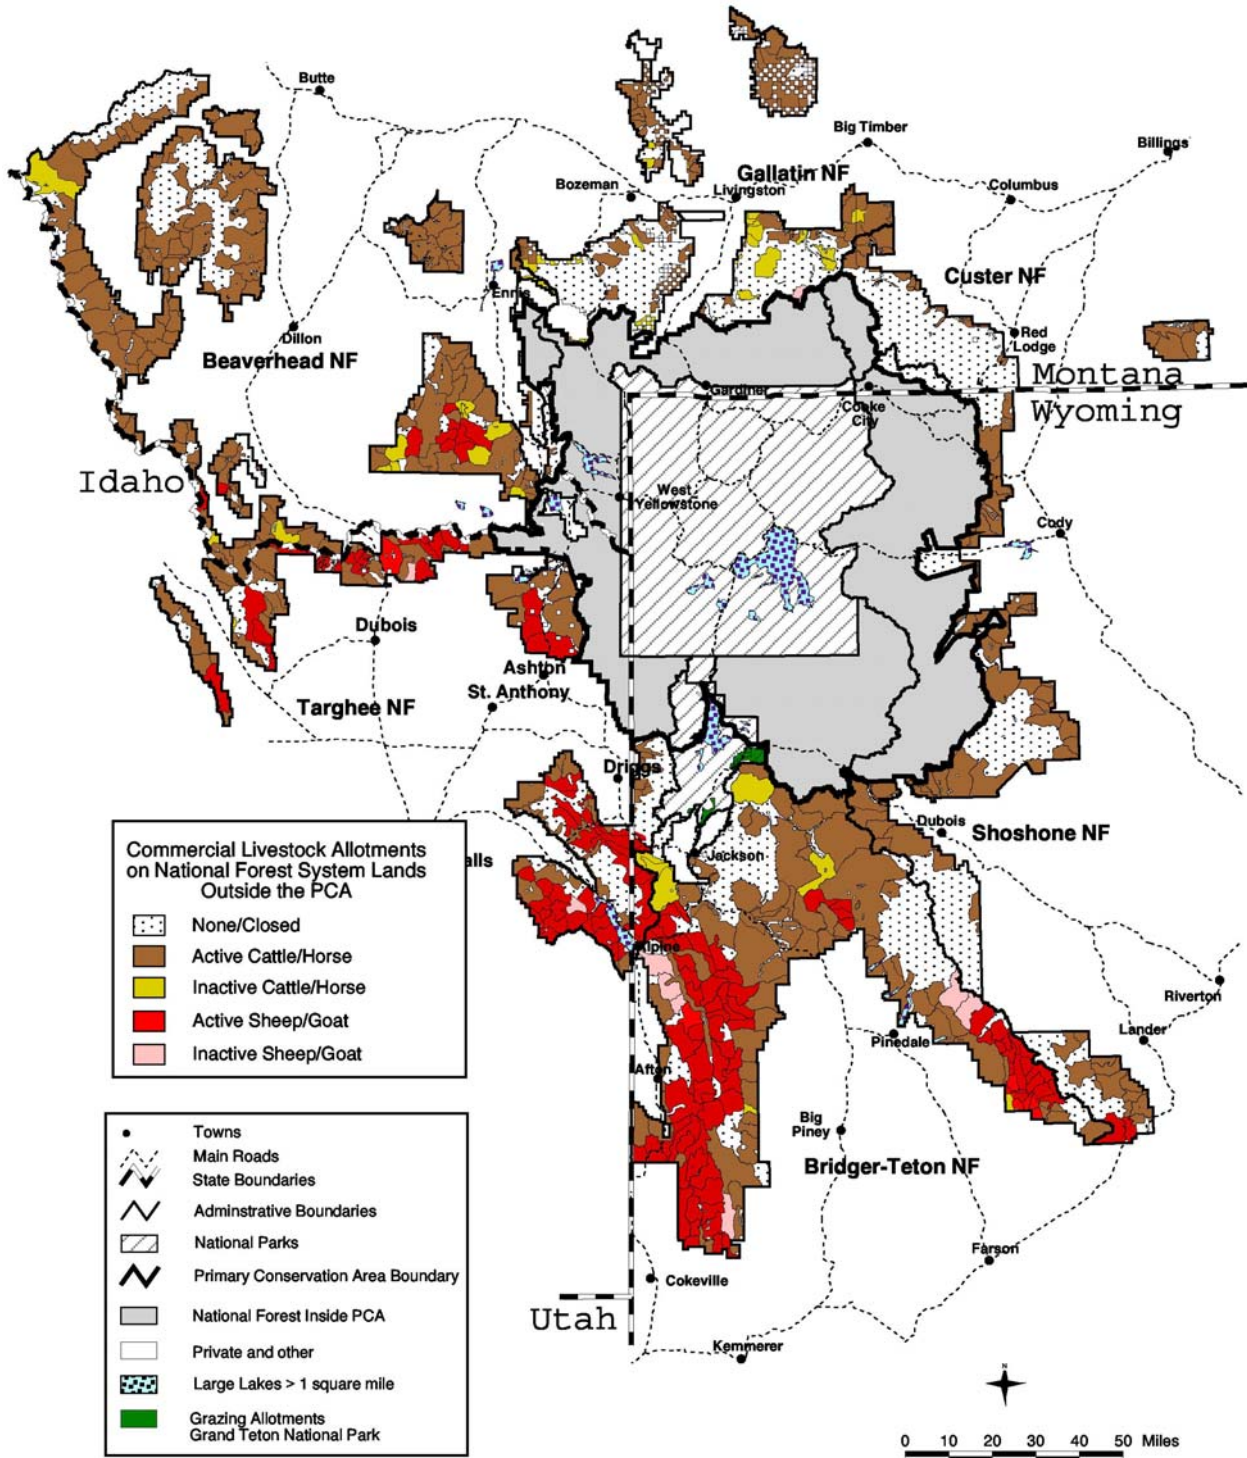 Butte
Big Timber
Billings
Gallatin NF
Bozeman
Livingston
Columbus
Custer NF
Ennis
Red
Lodge
Dillon
Beaverhead NF
Montana
Gardiner
Cooke
City
Wyoming
Idaho
West
Yellowstone
Cody
Dubois
Ashton
St. Anthony
Targhee NF
Driggs
Dubois
Shoshone NF
Jackson
alls
Commercial Livestock Allotments
on National Forest System Lands
Outside the PCA
None/Closed
Active Cattle/Horse
Inactive Cattle/Horse
Active Sheep/Goat
Inactive Sheep/Goat
Alpine
Riverton
Lander
Pinedale
Afton
Big
Piney
Bridger-Teton NF
Towns
Main Roads
State Boundaries
Adminstrative Boundaries
National Parks
Primary Conservation Area Boundary
National Forest Inside PCA
Private and other
Large Lakes > 1 square mile
Grazing Allotments
Grand Teton National Park
Farson
Cokeville
Utah
Kemmerer
N
0 10 20 30 40 50 Miles